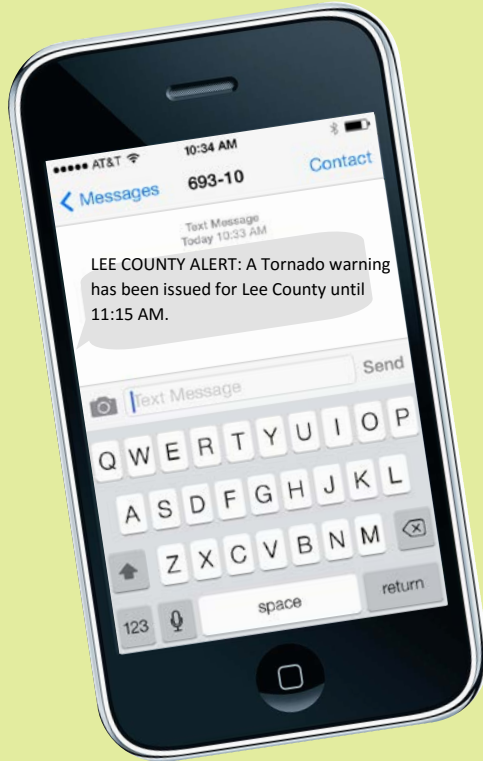 AT&T 10:34 AM
Messages 693-10 Contact
Text Message
Today 10:33 AM
LEE COUNTY ALERT: A Tornado warning
has been issued for Lee County until
11:15 AM.
Text Message Send
Q W E R T Y U I O P
A S D F G H J K L
Z X C V B N M
123 space return